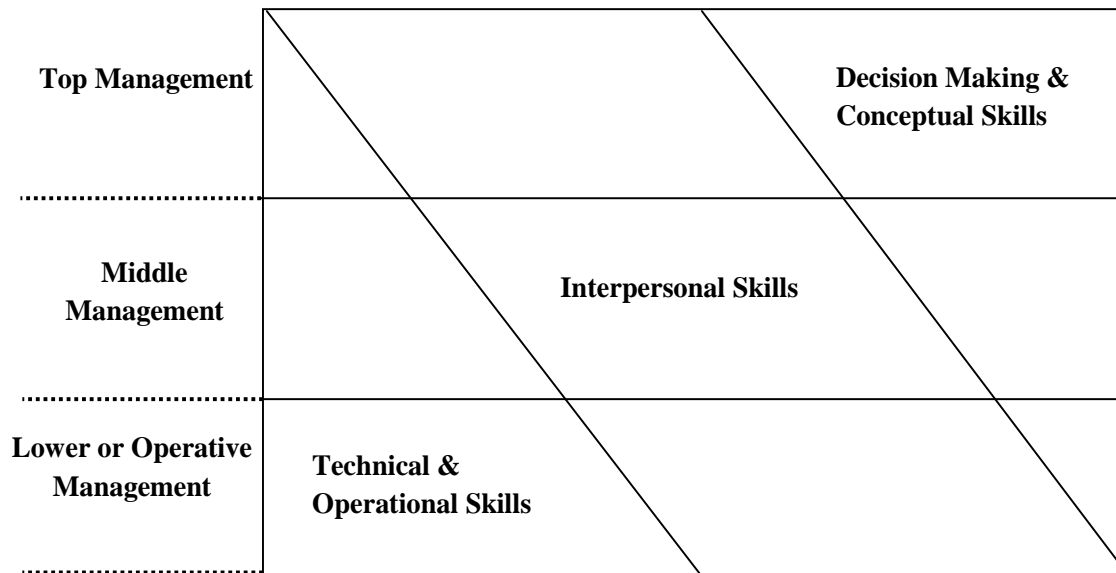 Top Management
Decision Making &
Conceptual Skills
Middle
Management
Interpersonal Skills
Lower or Operative
Management
Technical &
Operational Skills